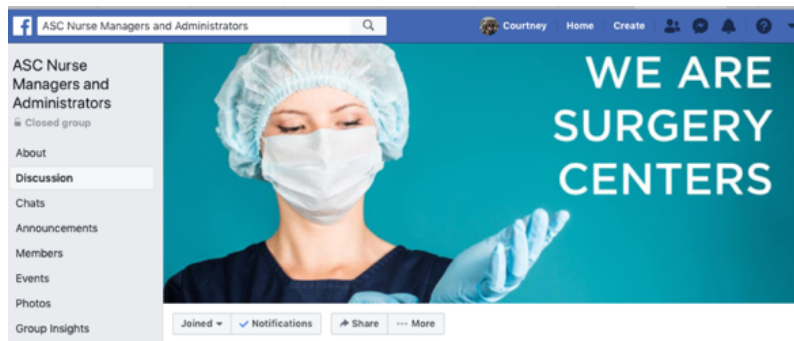 ASC Nurse Managers and Administrators
Courtney
Home
Create
ASC Nurse
Managers and
Administrators
Closed group
About
Discussion
Chats
Announcements
Members
Events
Photos
Group Insights
WE ARE
SURGERY
CENTERS
Joined
Notifications
Share
More